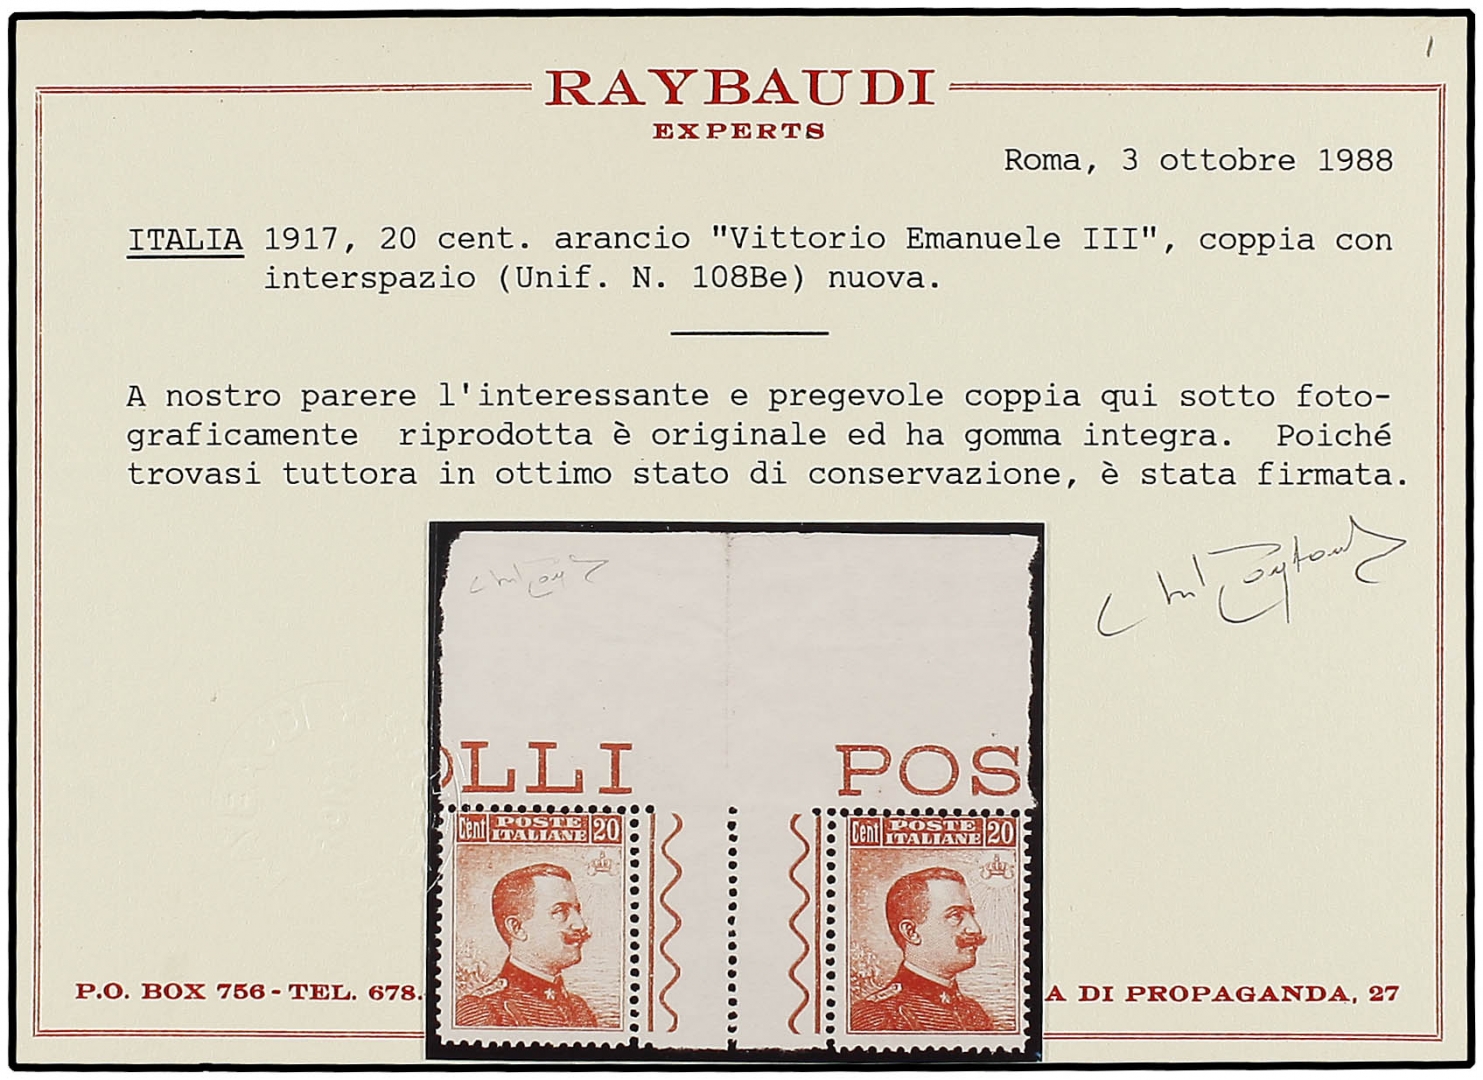 RAYBAUDI
EXPERTS
Roma, 3 ottobre 1988
ITALIA 1917, 20 cent. arancio "Vittorio Emanuele III", coppia con
interspazio (Unif. N. 108Be) nuova.
A nostro parere l'interessante e pregevole coppia qui sotto foto-
graficamente riprodotta è originale ed ha gomma integra. Poiché
trovasi tuttora in ottimo stato di conservazione, è stata firmata.
OLLI POS
Cent POSTE ITALIANE 20
Cent POSTE ITALIANE 20
P.O. BOX 756 - TEL. 678. A DI PROPAGANDA, 27